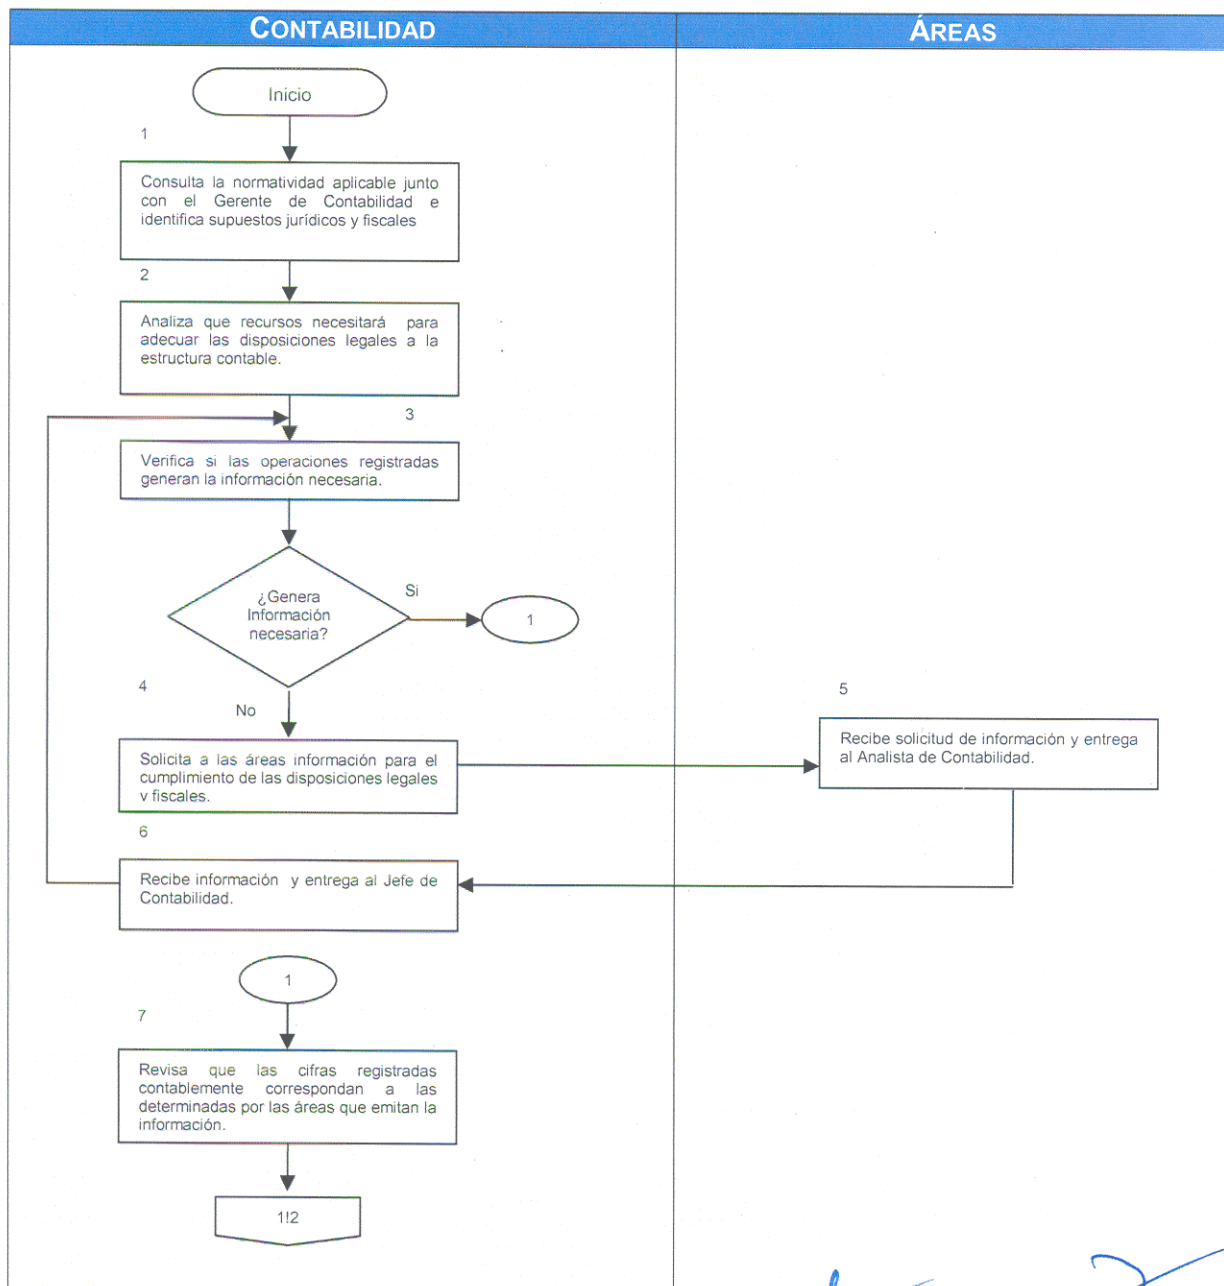 CONTABILIDAD
ÁREAS
Inicio
1
Consulta la normatividad aplicable junto
con el Gerente de Contabilidad e
identifica supuestos jurídicos y fiscales
2
Analiza que recursos necesitará para
adecuar las disposiciones legales a la
estructura contable.
3
Verifica si las operaciones registradas
generan la información necesaria.
¿Genera
Información
necesaria?
Si
1
4
No
Solicita a las áreas información para el
cumplimiento de las disposiciones legales
y fiscales.
5
Recibe solicitud de información y entrega
al Analista de Contabilidad.
6
Recibe información y entrega al Jefe de
Contabilidad.
1
7
Revisa que las cifras registradas
contablemente correspondan a las
determinadas por las áreas que emitan la
información.
1!2